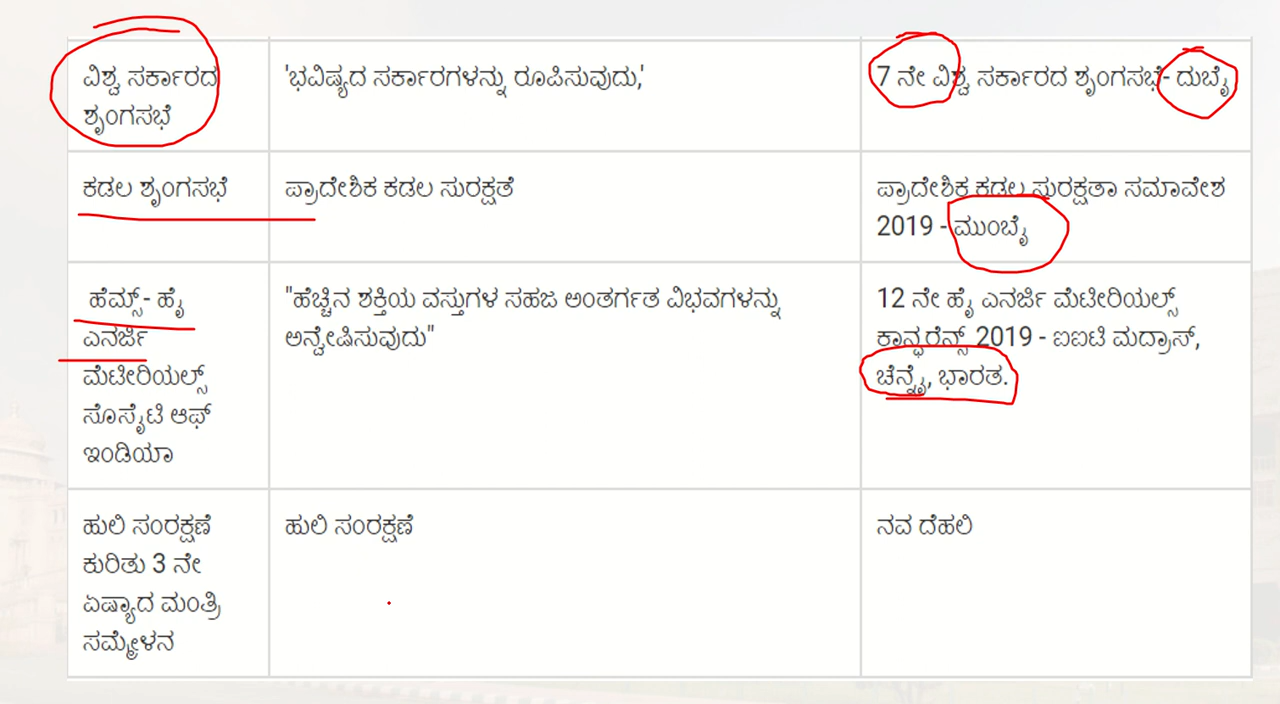 ವಿಶ್ವ ಸರ್ಕಾರದ
ಶೃಂಗಸಭೆ
'ಭವಿಷ್ಯದ ಸರ್ಕಾರಗಳನ್ನು ರೂಪಿಸುವುದು,'
7 ನೇ ವಿಶ್ವ ಸರ್ಕಾರದ ಶೃಂಗಸಭೆ- ದುಬೈ
ಕಡಲ ಶೃಂಗಸಭೆ
ಪ್ರಾದೇಶಿಕ ಕಡಲ ಸುರಕ್ಷತೆ
ಪ್ರಾದೇಶಿಕ ಕಡಲ ಸುರಕ್ಷತಾ ಸಮಾವೇಶ
2019 - ಮುಂಬೈ
ಹೆಮ್ಸ್- ಹೈ
ಎನರ್ಜಿ
ಮೆಟೀರಿಯಲ್ಸ್
ಸೊಸೈಟಿ ಆಫ್
ಇಂಡಿಯಾ
"ಹೆಚ್ಚಿನ ಶಕ್ತಿಯ ವಸ್ತುಗಳ ಸಹಜ ಅಂತರ್ಗತ ವಿಭವಗಳನ್ನು
ಅನ್ವೇಷಿಸುವುದು"
12 ನೇ ಹೈ ಎನರ್ಜಿ ಮೆಟೀರಿಯಲ್ಸ್
ಕಾನ್ಫರೆನ್ಸ್ 2019 - ಐಐಟಿ ಮದ್ರಾಸ್,
ಚೆನ್ನೈ, ಭಾರತ.
ಹುಲಿ ಸಂರಕ್ಷಣೆ
ಕುರಿತು 3 ನೇ
ಏಷ್ಯಾದ ಮಂತ್ರಿ
ಸಮ್ಮೇಳನ
ಹುಲಿ ಸಂರಕ್ಷಣೆ
ನವ ದೆಹಲಿ